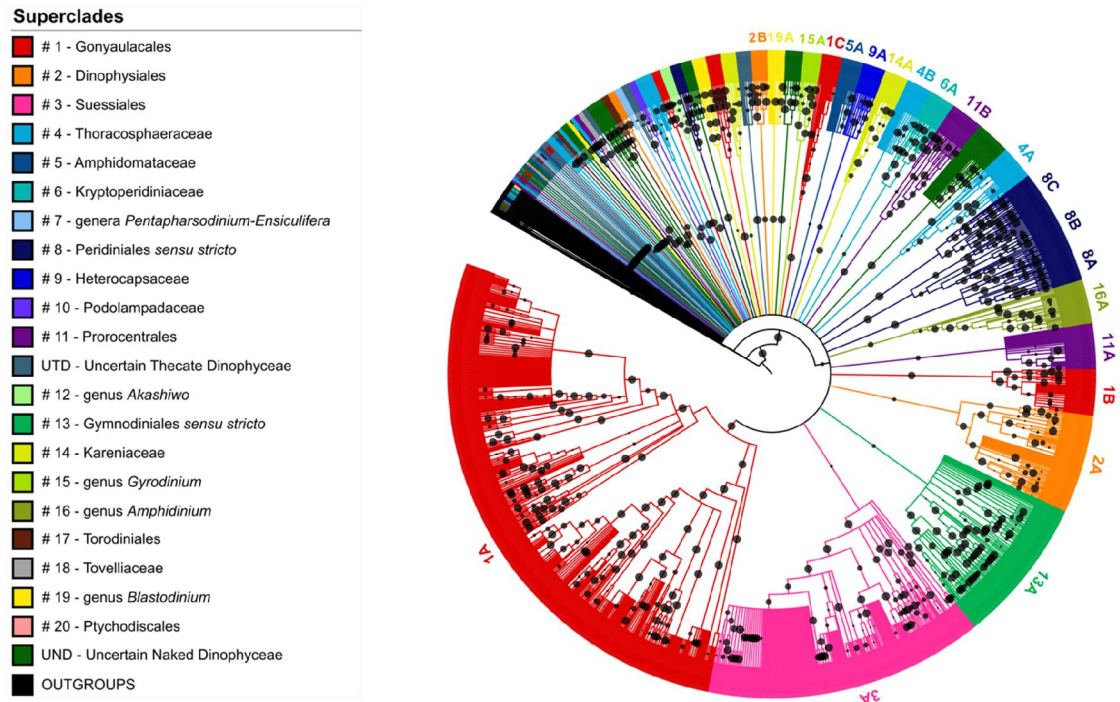 Superclades
# 1 - Gonyaulacales
# 2 - Dinophysiales
# 3 - Suessiales
# 4 - Thoracosphaeraceae
# 5 - Amphidomataceae
# 6 - Kryptoperidiniaceae
# 7 - genera Pentapharsodinium-Ensiculifera
# 8 - Peridiniales sensu stricto
# 9 - Heterocapsaceae
# 10 - Podolampadaceae
# 11 - Prorocentrales
UTD - Uncertain Thecate Dinophyceae
# 12 - genus Akashiwo
# 13 - Gymnodiniales sensu stricto
# 14 - Kareniaceae
# 15 - genus Gyrodinium
# 16 - genus Amphidinium
# 17 - Torodiniales
# 18 - Tovelliaceae
# 19 - genus Blastodinium
# 20 - Ptychodiscales
UND - Uncertain Naked Dinophyceae
OUTGROUPS
2B
19A
15A
1C
5A
9A
14A
4B
6A
11B
4A
8C
8B
8A
16A
11A
1B
2A
13A
3A
1A